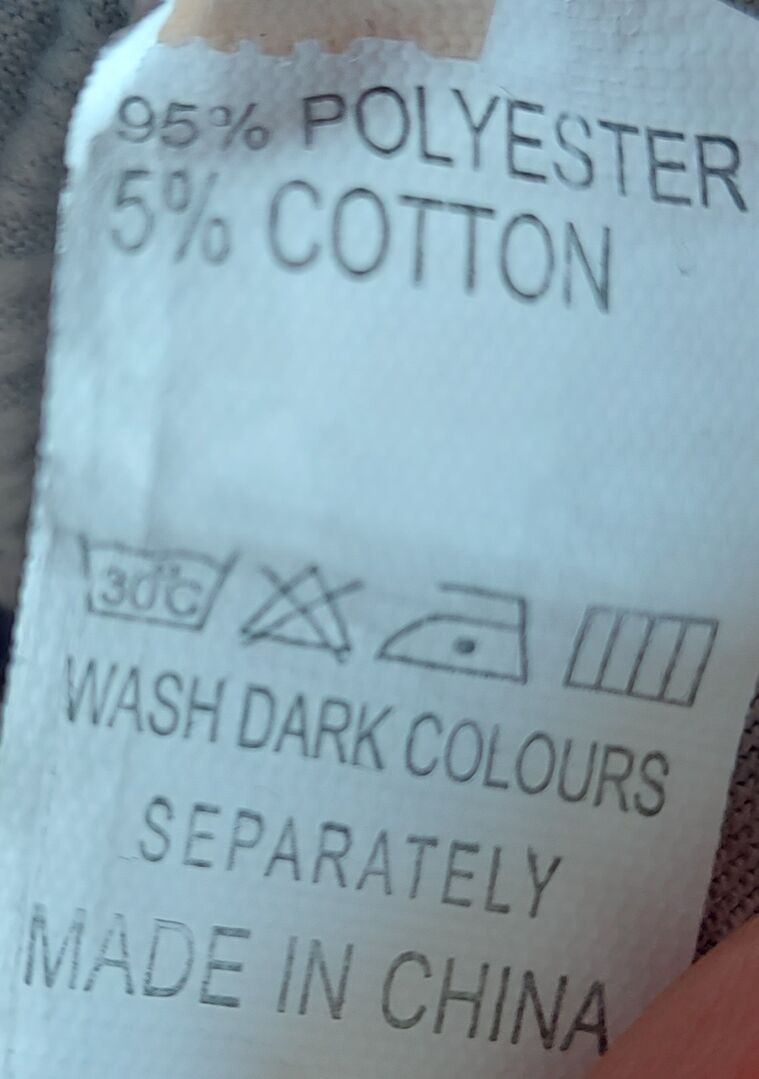 95% POLYESTER
5% COTTON
30°C
WASH DARK COLOURS
SEPARATELY
MADE IN CHINA